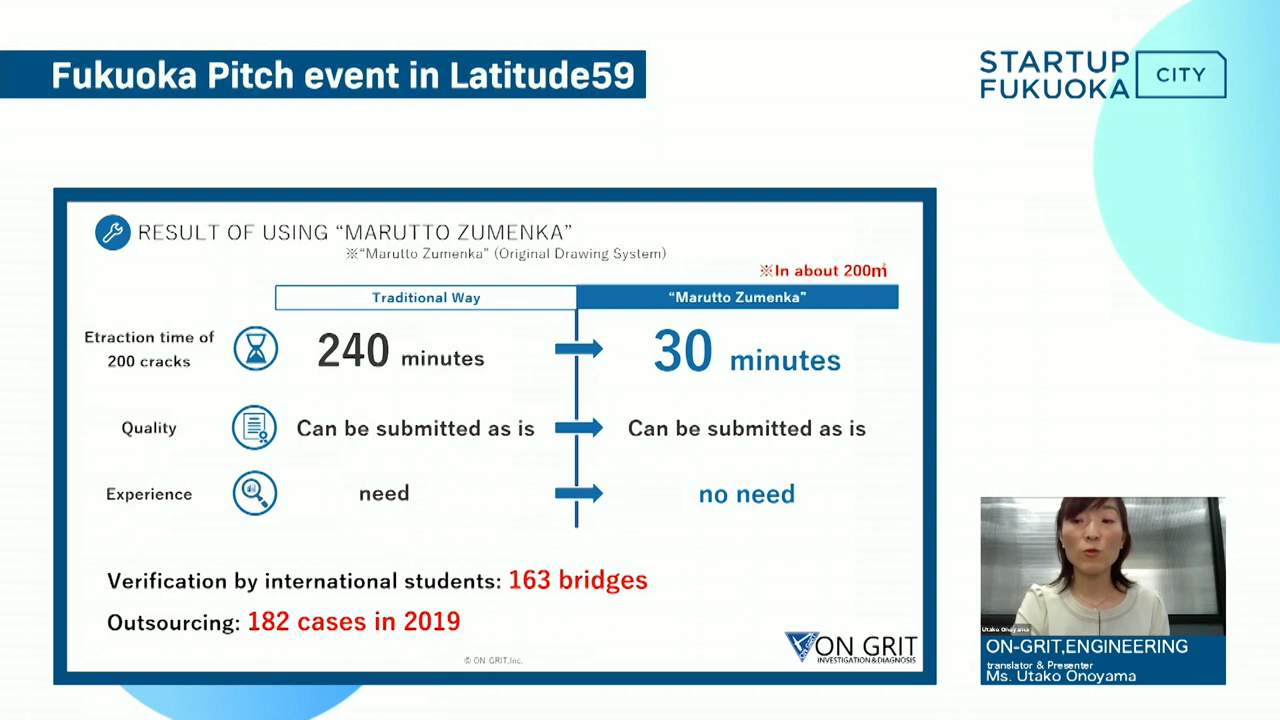 Fukuoka Pitch event in Latitude59
STARTUP
FUKUOKA
CITY
RESULT OF USING “MARUTTO ZUMENKA”
※“Marutto Zumenka” (Original Drawing System)
※In about 200㎡
Traditional Way
“Marutto Zumenka”
Etraction time of
200 cracks
240 minutes
30 minutes
Quality
Can be submitted as is
Can be submitted as is
Experience
need
no need
Verification by international students: 163 bridges
Outsourcing: 182 cases in 2019
© ON GRIT,Inc.
ON GRIT
INVESTIGATION&DIAGNOSIS
Utako Onoyama
ON-GRIT,ENGINEERING
translator & Presenter
Ms. Utako Onoyama